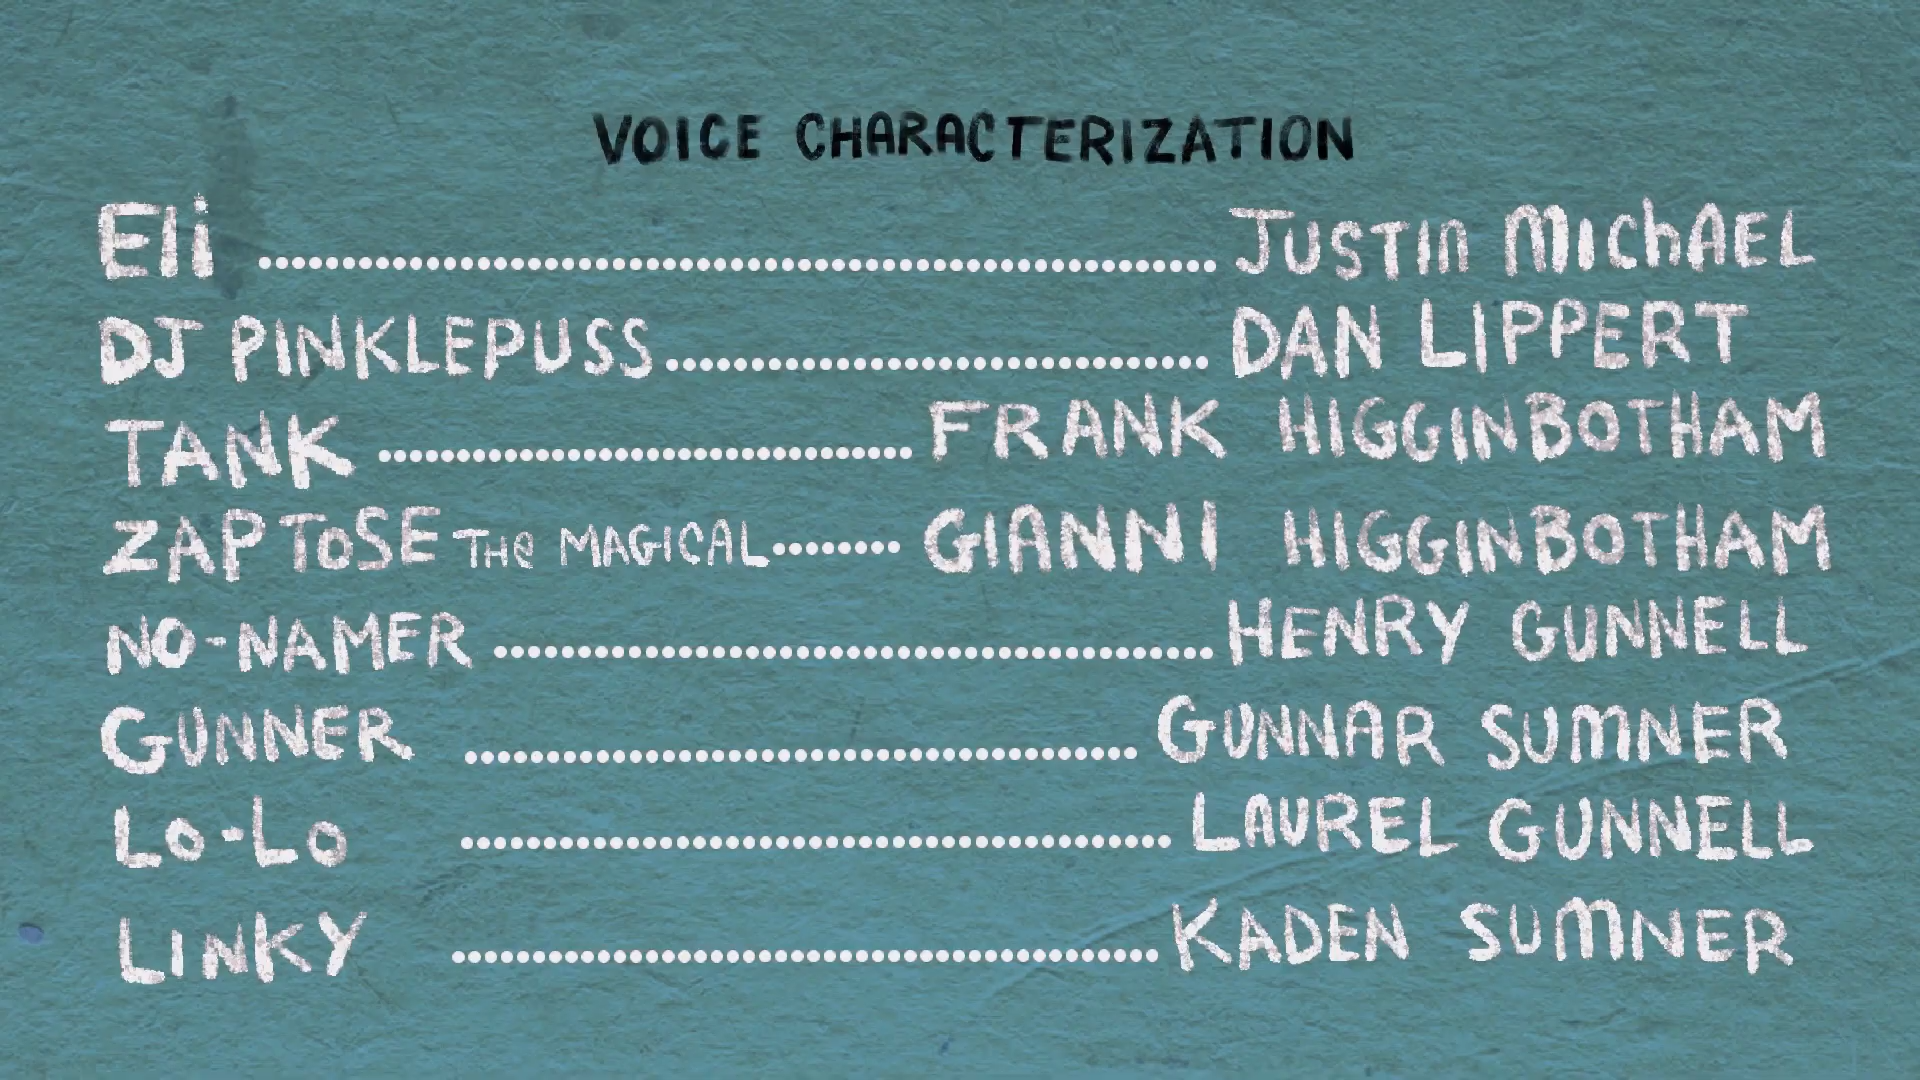 VOICE CHARACTERIZATION
Eli ........................................................ JUSTIN MIChAEL
DJ PINKLEPUSS ................................ DAN LIPPERT
TANK ................................ FRANK HIGGINBOTHAM
ZAPTOSE THe MAGICAL ........ GIANNI HIGGINBOTHAM
NO-NAMER ........................................... HENRY GUNNELL
GUNNER ........................................ GUNNAR SUMNER
Lo-Lo ........................................... LAUREL GUNNELL
LINKY ........................................... KADEN SUMNER